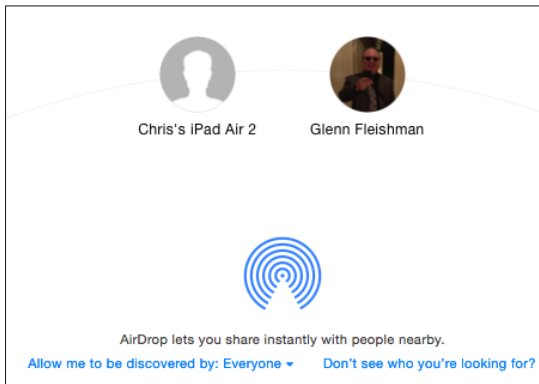 Chris's iPad Air 2 Glenn Fleishman
AirDrop lets you share instantly with people nearby.
Allow me to be discovered by: Everyone Don't see who you're looking for?